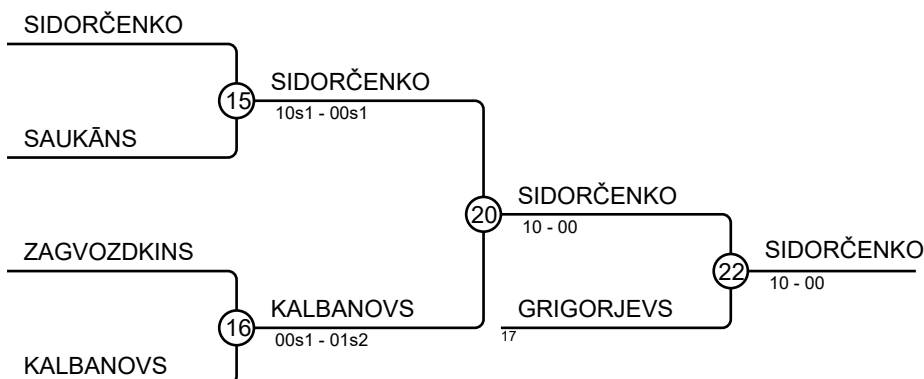 SIDORČENKO
15
SIDORČENKO
10s1 - 00s1
SAUKĀNS
20
SIDORČENKO
10 - 00
ZAGVOZDKINS
16
KALBANOVS
00s1 - 01s2
KALBANOVS
22
SIDORČENKO
10 - 00
GRIGORJEVS
17